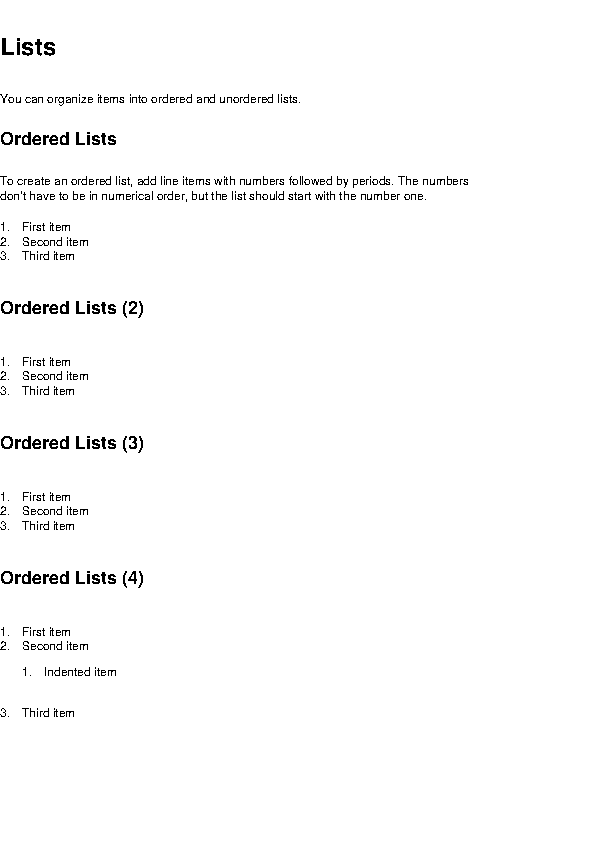 Lists
You can organize items into ordered and unordered lists.
Ordered Lists
To create an ordered list, add line items with numbers followed by periods. The numbers
don't have to be in numerical order, but the list should start with the number one.
1. First item
2. Second item
3. Third item
Ordered Lists (2)
1. First item
2. Second item
3. Third item
Ordered Lists (3)
1. First item
2. Second item
3. Third item
Ordered Lists (4)
1. First item
2. Second item
1. Indented item
3. Third item